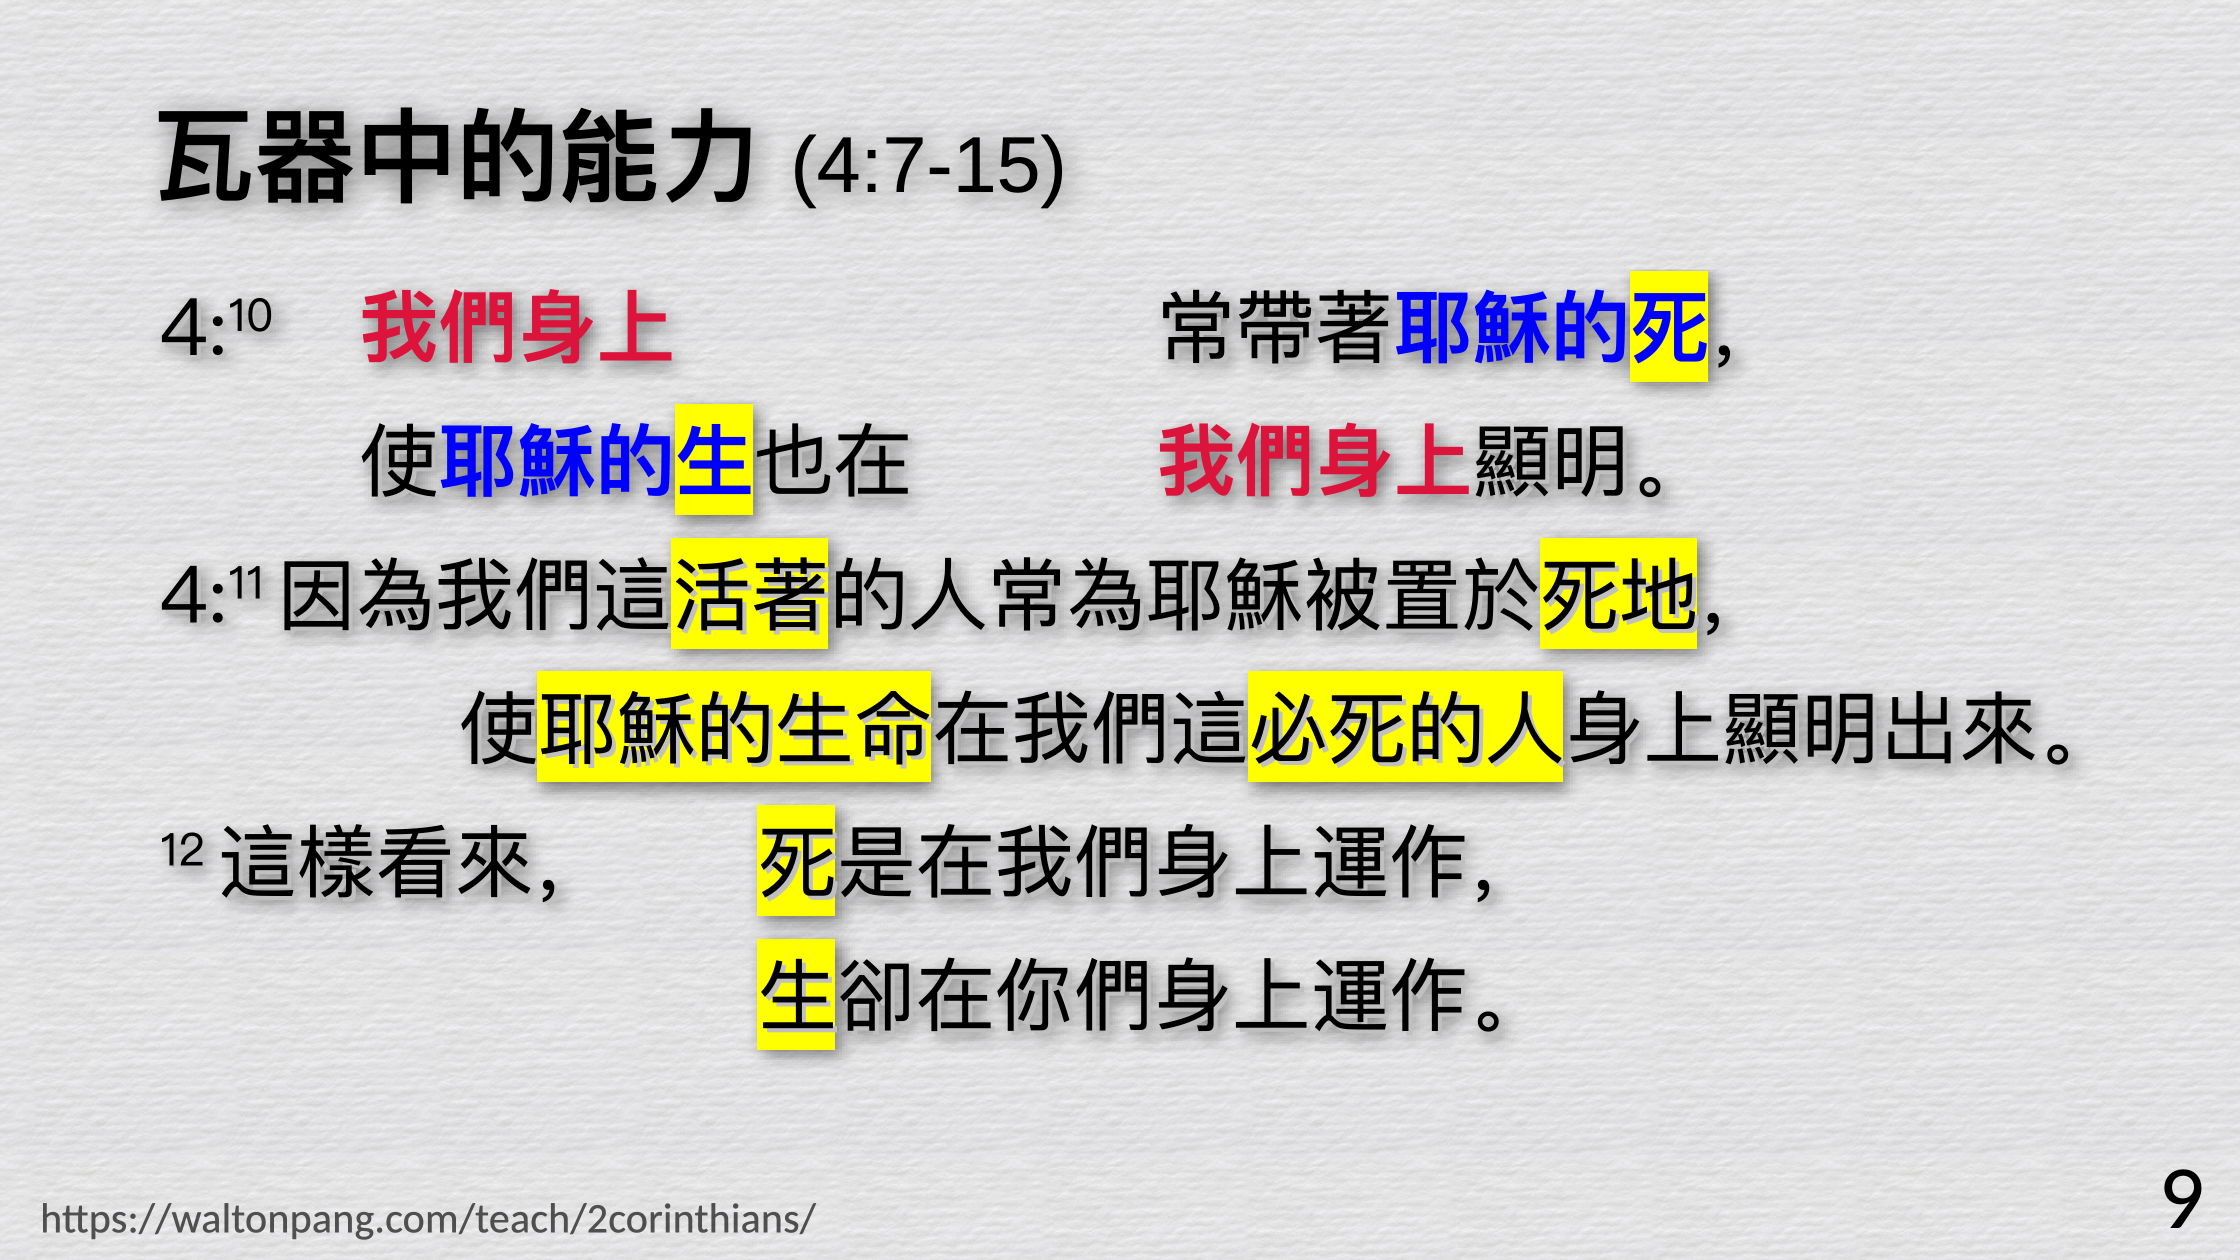 瓦器中的能力 (4:7-15)
4:10 我們身上 常帶著耶穌的死，
使耶穌的生也在 我們身上顯明。
4:11 因為我們這活著的人常為耶穌被置於死地，
使耶穌的生命在我們這必死的人身上顯明出來。
12 這樣看來， 死是在我們身上運作，
生卻在你們身上運作。
https://waltonpang.com/teach/2corinthians/
9